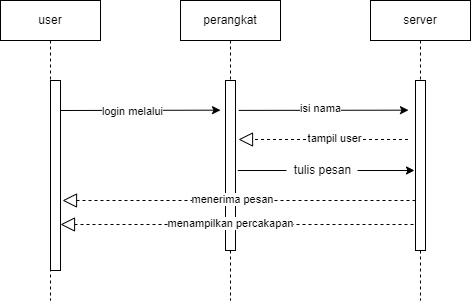 user
perangkat
server
login melalui
isi nama
tampil user
tulis pesan
menerima pesan
menampilkan percakapan